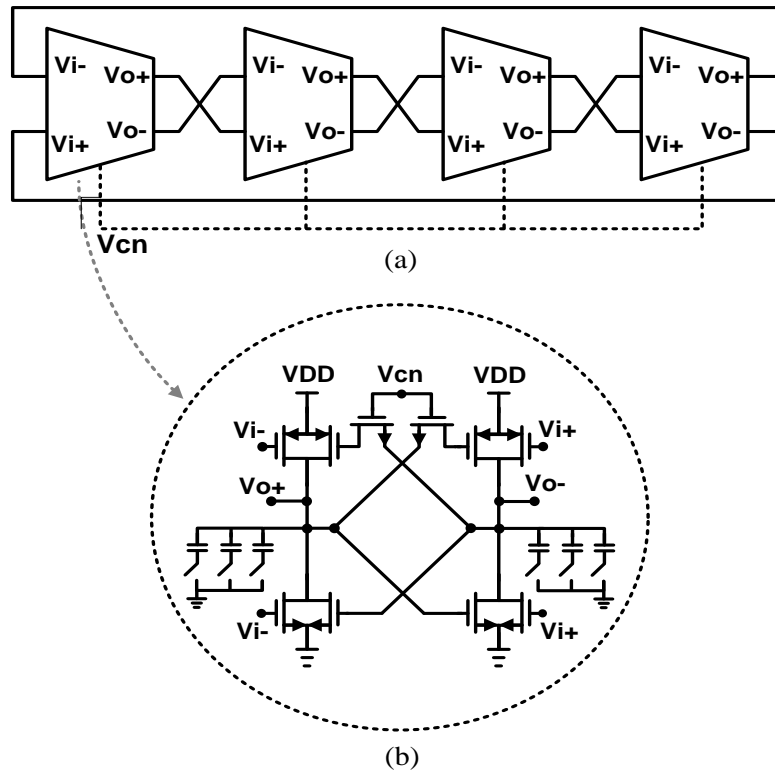 Vi- Vo+ Vi- Vo+ Vi- Vo+ Vi- Vo+
Vi+ Vo- Vi+ Vo- Vi+ Vo- Vi+ Vo-
Vcn
(a)
VDD Vcn VDD
Vi- Vi+
Vo+ Vo-
Vi- Vi+
(b)